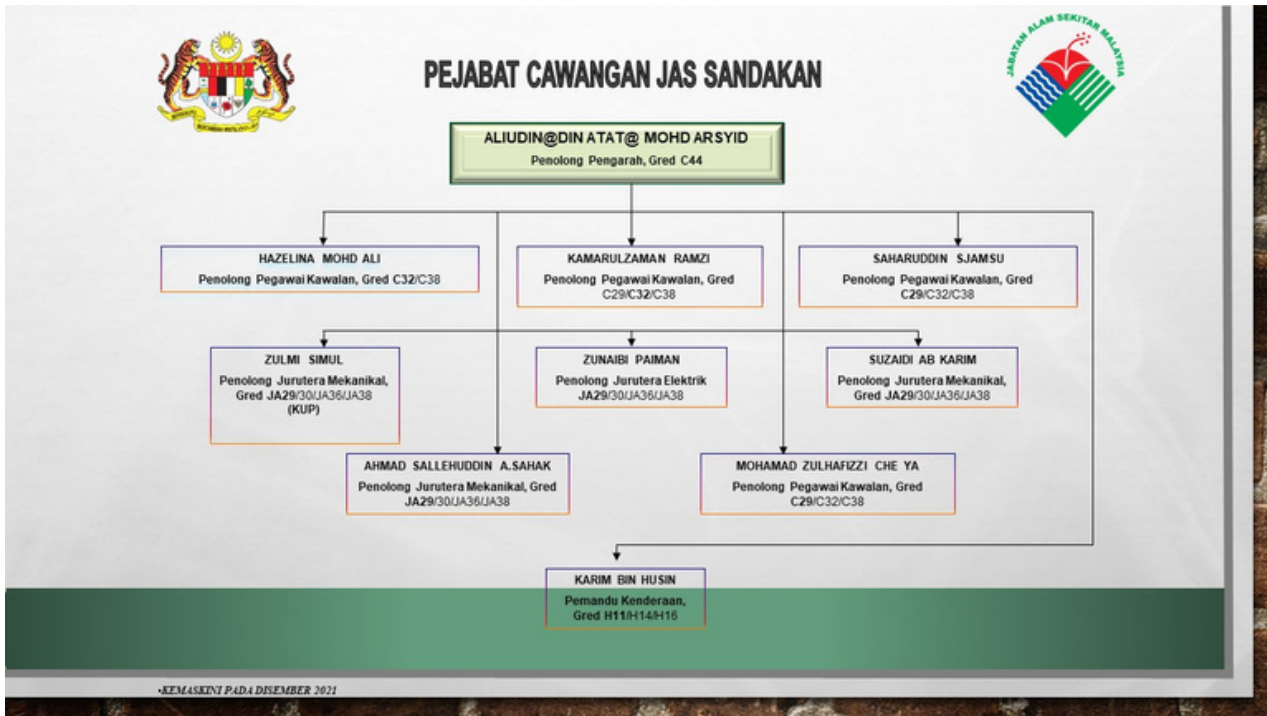 PEJABAT CAWANGAN JAS SANDAKAN
JABATAN ALAM SEKITAR MALAYSIA
ALIUDIN@DIN ATAT@ MOHD ARSYID
Penolong Pengarah, Gred C44
HAZELINA MOHD ALI
Penolong Pegawai Kawalan, Gred C32/C38
KAMARULZAMAN RAMZI
Penolong Pegawai Kawalan, Gred
C29/C32/C38
SAHARUDDIN SJAMSU
Penolong Pegawai Kawalan, Gred
C29/C32/C38
ZULMI SIMUL
Penolong Jurutera Mekanikal,
Gred JA29/30/JA36/JA38
(KUP)
ZUNAIBI PAIMAN
Penolong Jurutera Elektrik
JA29/30/JA36/JA38
SUZAIDI AB KARIM
Penolong Jurutera Mekanikal,
Gred JA29/30/JA36/JA38
AHMAD SALLEHUDDIN A.SAHAK
Penolong Jurutera Mekanikal, Gred
JA29/30/JA36/JA38
MOHAMAD ZULHAFIZZI CHE YA
Penolong Pegawai Kawalan, Gred
C29/C32/C38
KARIM BIN HUSIN
Pemandu Kenderaan,
Gred H11/H14/H16
•KEMASKINI PADA DISEMBER 2021